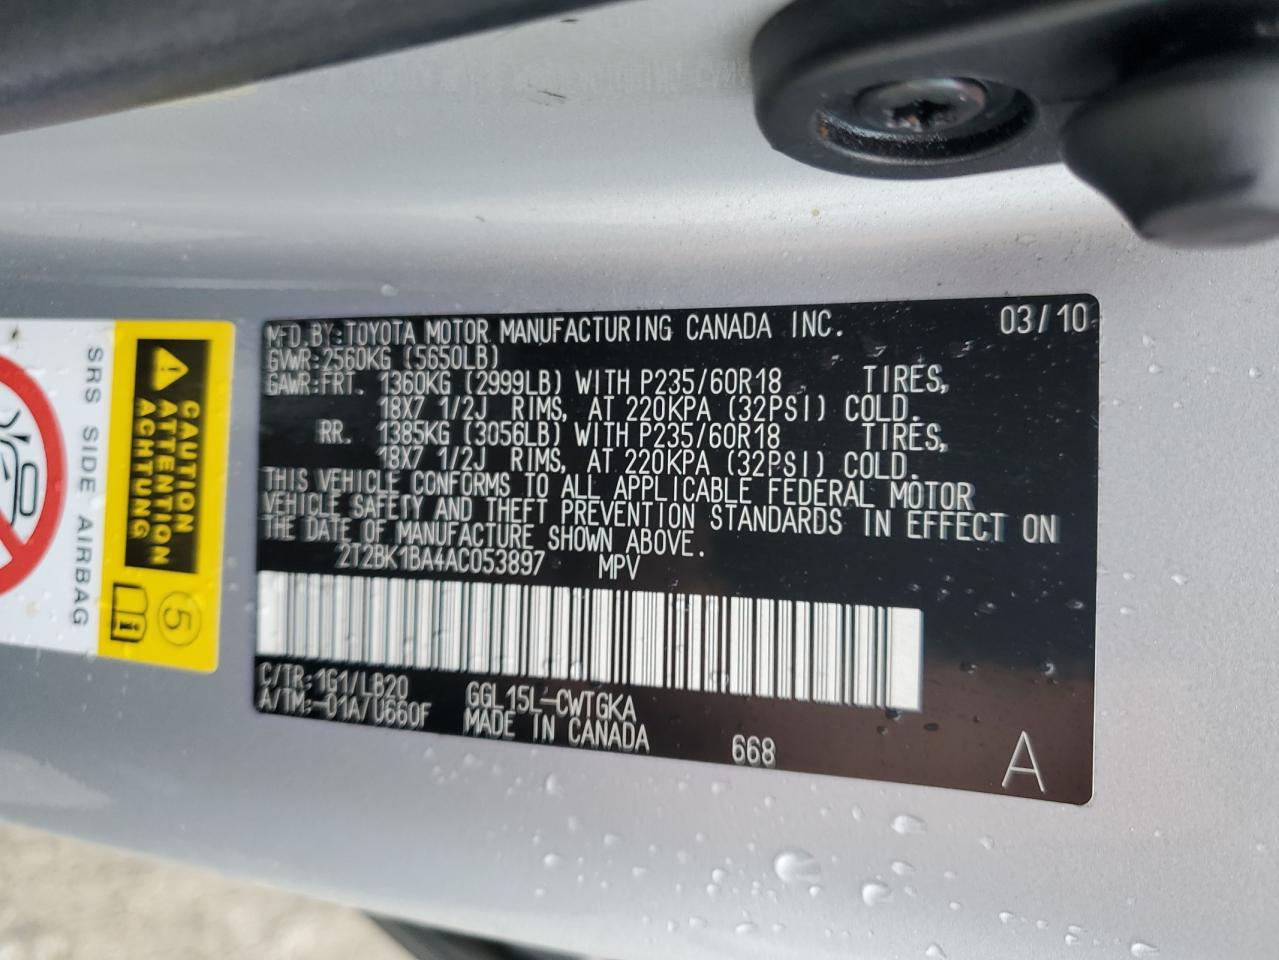 MFD.BY:TOYOTA MOTOR MANUFACTURING CANADA INC. 03/10
GVWR:2560KG (5650LB)
GAWR:FRT. 1360KG (2999LB) WITH P235/60R18 TIRES,
18X7 1/2J RIMS, AT 220KPA (32PSI) COLD.
RR. 1385KG (3056LB) WITH P235/60R18 TIRES,
18X7 1/2J RIMS, AT 220KPA (32PSI) COLD.
THIS VEHICLE CONFORMS TO ALL APPLICABLE FEDERAL MOTOR
VEHICLE SAFETY AND THEFT PREVENTION STANDARDS IN EFFECT ON
THE DATE OF MANUFACTURE SHOWN ABOVE.
2T2BK1BA4AC053897 MPV
C/TR:1G1/LB20 GGL15L-CWTGKA
A/TM:-01A/U660F MADE IN CANADA 668
A
CAUTION
ATTENTION
ACHTUNG
5
i
SRS SIDE AIRBAG